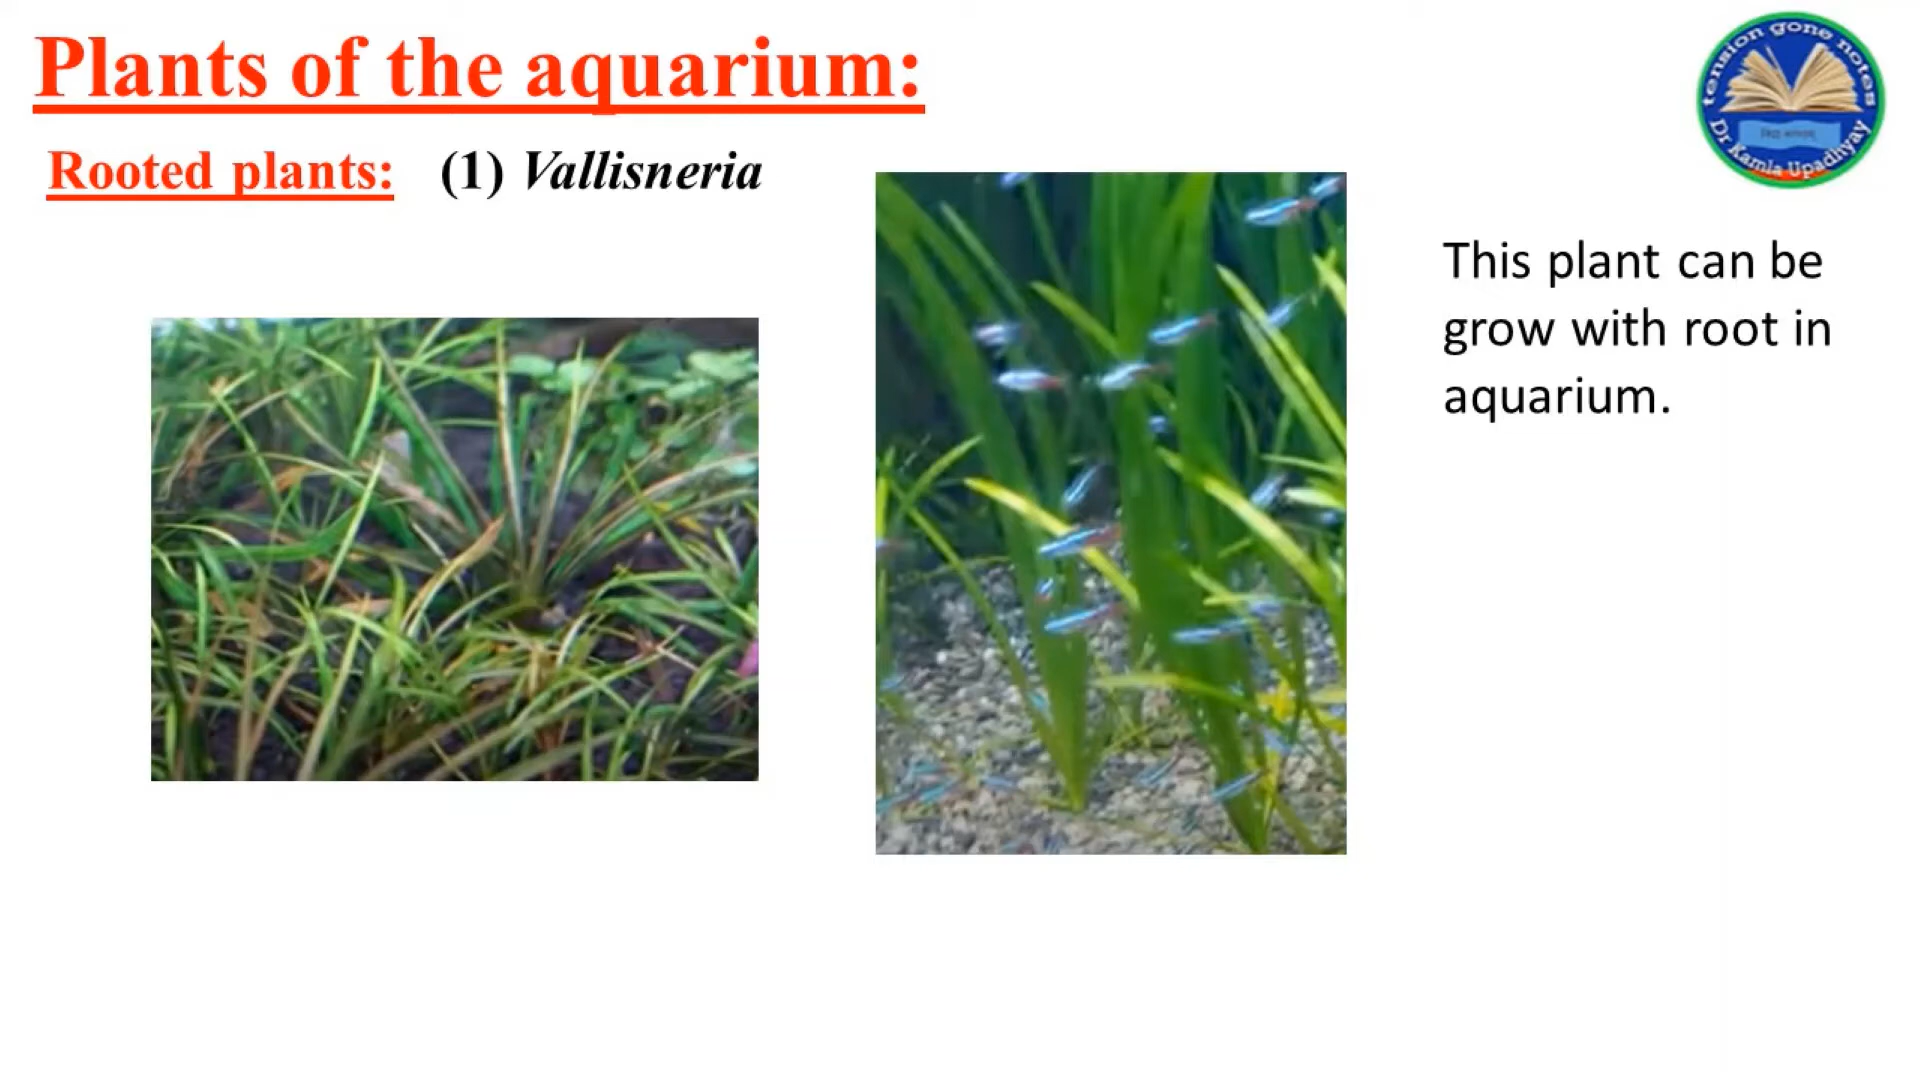 Plants of the aquarium:
Rooted plants: (1) Vallisneria
This plant can be
grow with root in
aquarium.
tension gone notes
Dr Kamla Upadhyay